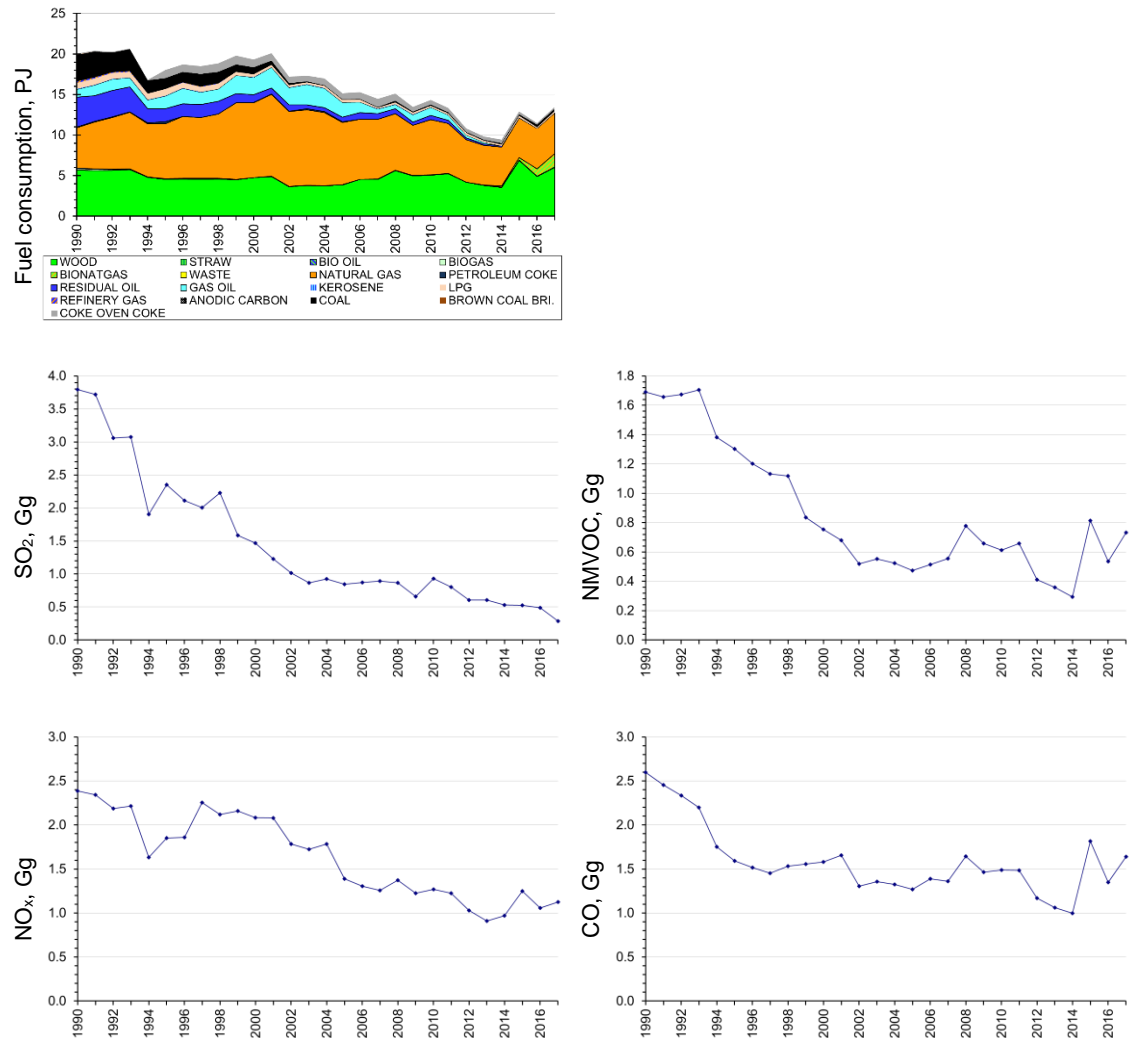 25
20
15
10
5
0
Fuel consumption, PJ
1990 1992 1994 1996 1998 2000 2002 2004 2006 2008 2010 2012 2014 2016
WOOD STRAW BIO OIL BIOGAS
BIONATGAS WASTE NATURAL GAS PETROLEUM COKE
RESIDUAL OIL GAS OIL KEROSENE LPG
REFINERY GAS ANODIC CARBON COAL BROWN COAL BRI.
COKE OVEN COKE
4.0
3.5
3.0
2.5
2.0
1.5
1.0
0.5
0.0
SO₂, Gg
1990 1992 1994 1996 1998 2000 2002 2004 2006 2008 2010 2012 2014 2016
1.8
1.6
1.4
1.2
1.0
0.8
0.6
0.4
0.2
0.0
NMVOC, Gg
1990 1992 1994 1996 1998 2000 2002 2004 2006 2008 2010 2012 2014 2016
3.0
2.5
2.0
1.5
1.0
0.5
0.0
NOₓ, Gg
1990 1992 1994 1996 1998 2000 2002 2004 2006 2008 2010 2012 2014 2016
3.0
2.5
2.0
1.5
1.0
0.5
0.0
CO, Gg
1990 1992 1994 1996 1998 2000 2002 2004 2006 2008 2010 2012 2014 2016